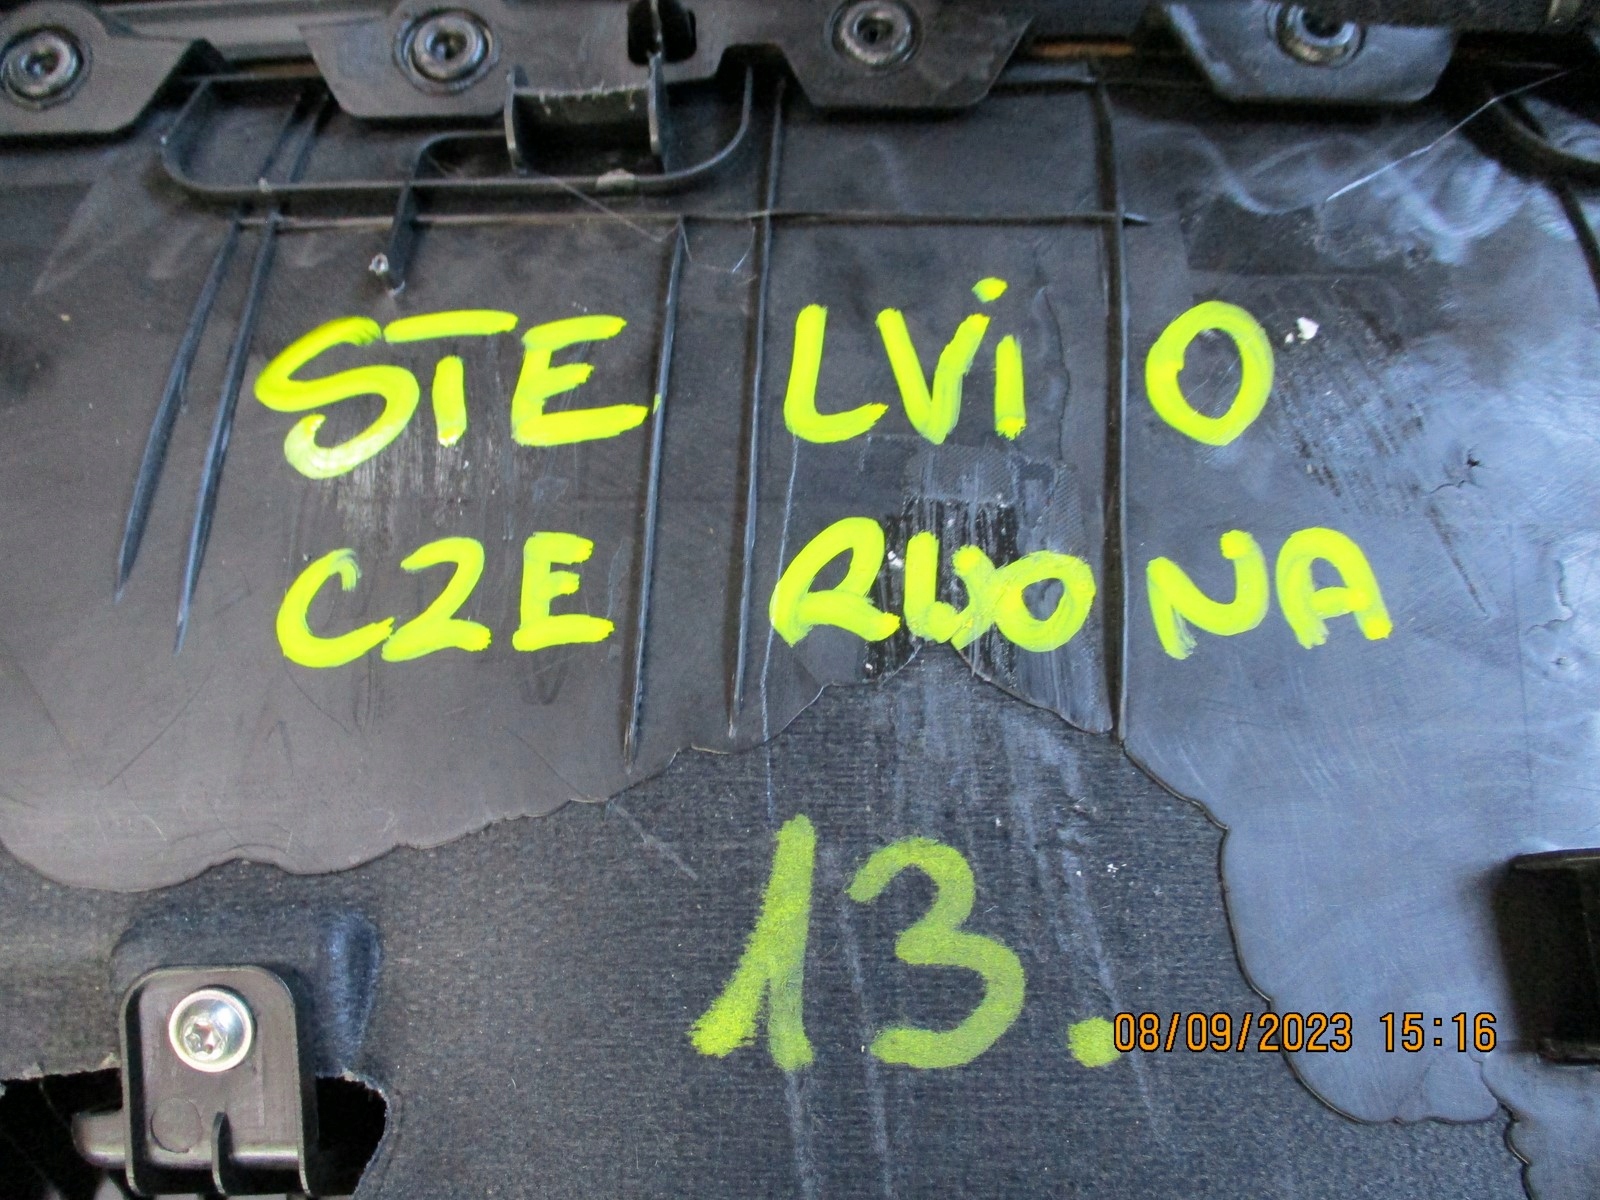 STELViO
CZERWONA
13.
08/09/2023 15:16